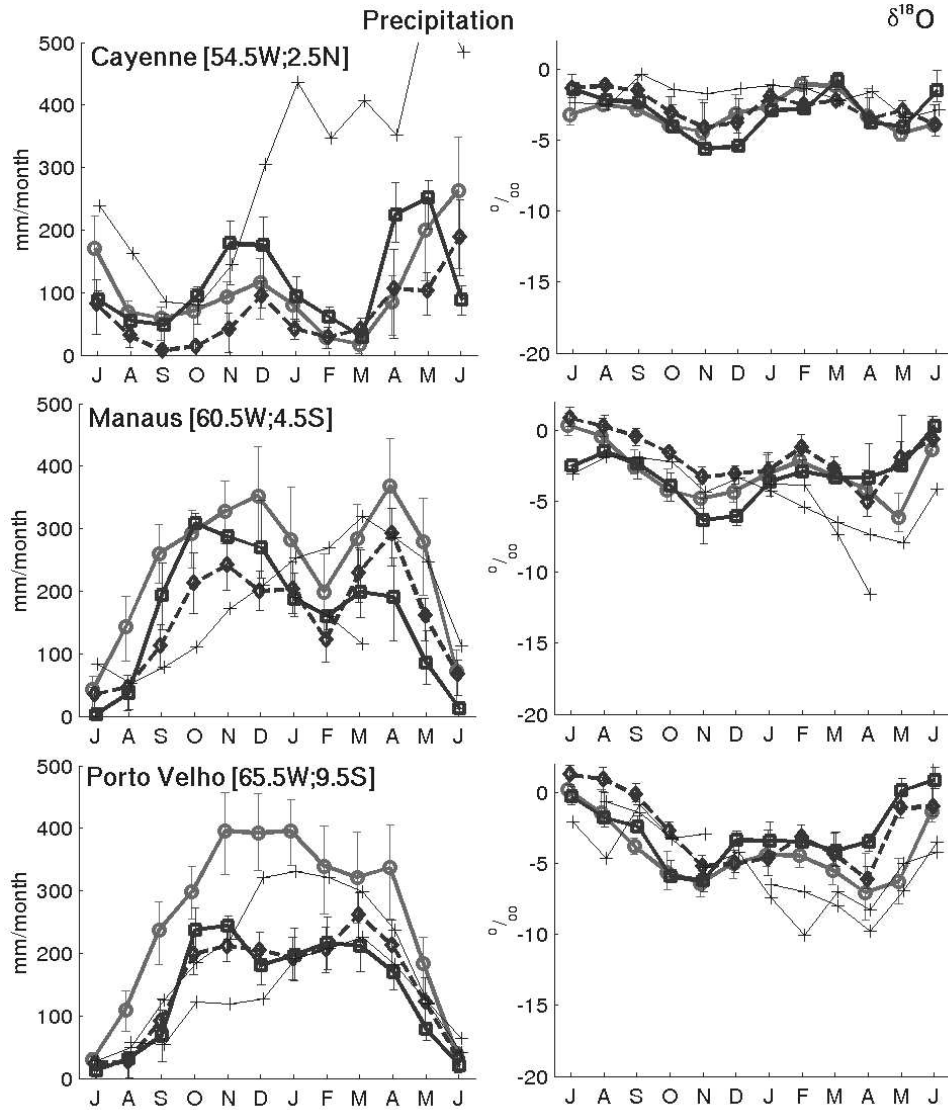 Precipitation
δ¹⁸O
Cayenne [54.5W;2.5N]
mm/month
500
400
300
200
100
0
J A S O N D J F M A M J
°/oo
0
−5
−10
−15
−20
J A S O N D J F M A M J
Manaus [60.5W;4.5S]
mm/month
500
400
300
200
100
0
J A S O N D J F M A M J
°/oo
0
−5
−10
−15
−20
J A S O N D J F M A M J
Porto Velho [65.5W;9.5S]
mm/month
500
400
300
200
100
0
J A S O N D J F M A M J
°/oo
0
−5
−10
−15
−20
J A S O N D J F M A M J